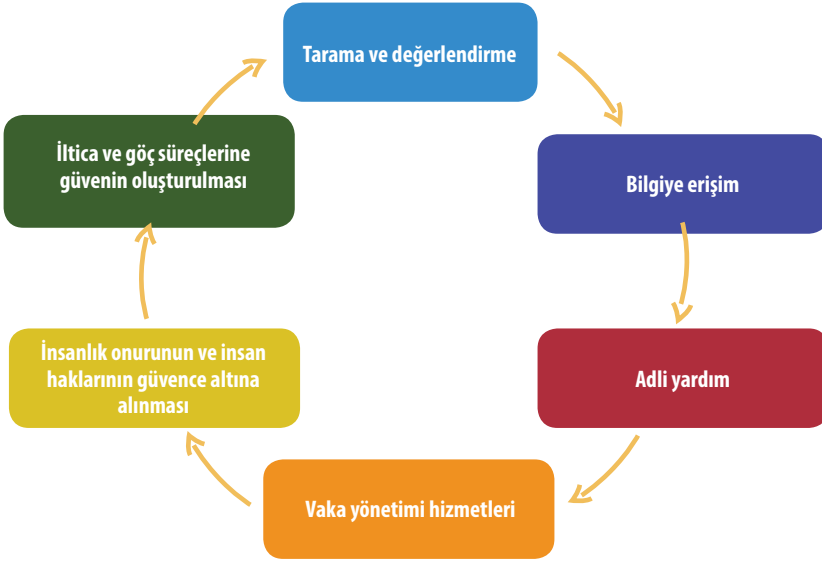 Tarama ve değerlendirme
Bilgiye erişim
Adli yardım
Vaka yönetimi hizmetleri
İnsanlık onurunun ve insan
haklarının güvence altına
alınması
İltica ve göç süreçlerine
güvenin oluşturulması